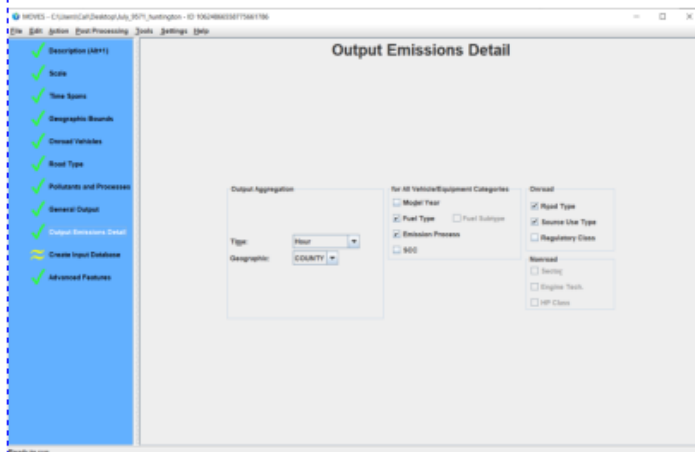 MOVES - C:\Users\Cal\Desktop\July_9571_huntington - ID 1062486655877566178​6
File Edit Action Post Processing Tools Settings Help
Output Emissions Detail
Description (Alt+1)
Scale
Time Spans
Geographic Bounds
Onroad Vehicles
Road Type
Pollutants and Processes
General Output
Output Emissions Detail
Create Input Database
Advanced Features
Output Aggregation
Time: Hour
Geographic: COUNTY
for All Vehicle/Equipment Categories
Model Year
Fuel Type Fuel Subtype
Emission Process
SCC
Onroad
Road Type
Source Use Type
Regulatory Class
Nonroad
Sector
Engine Tech.
HP Class